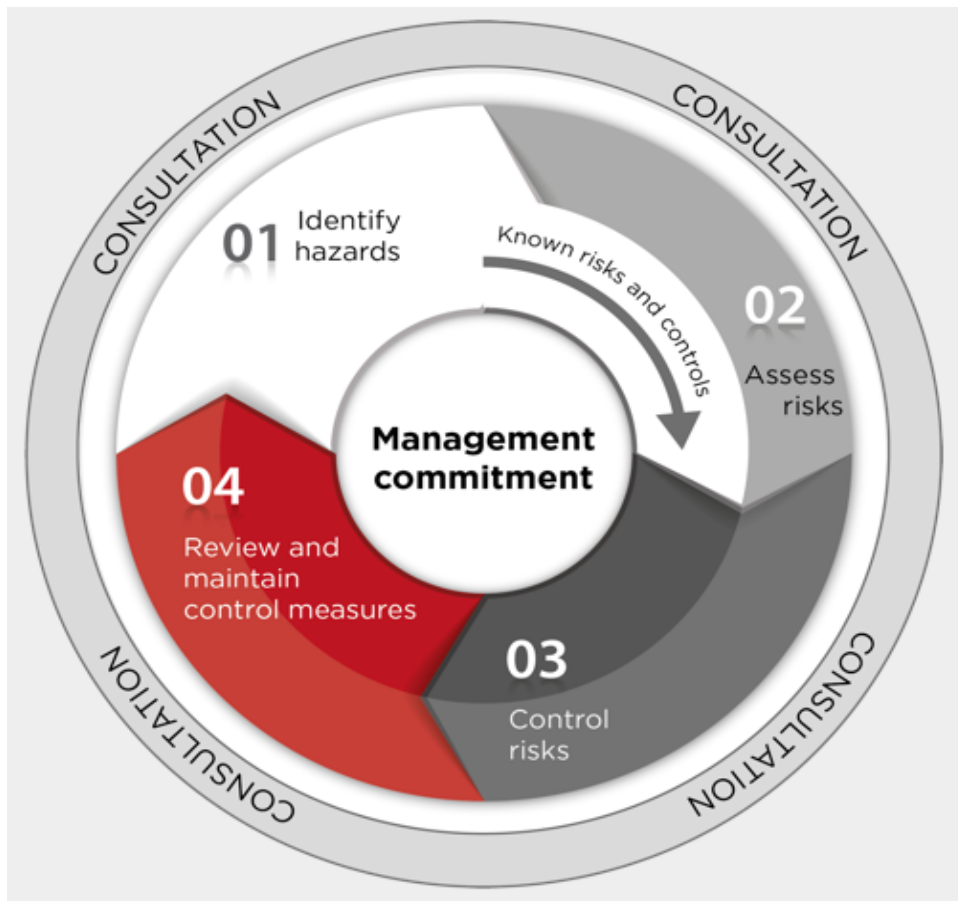 CONSULTATION
CONSULTATION
01
Identify
hazards
Known risks and controls
02
Assess
risks
Management
commitment
04
Review and
maintain
control measures
03
Control
risks
CONSULTATION
CONSULTATION